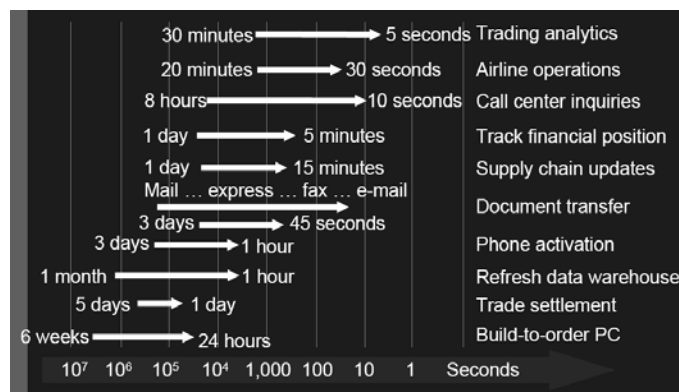 30 minutes 5 seconds Trading analytics
20 minutes 30 seconds Airline operations
8 hours 10 seconds Call center inquiries
1 day 5 minutes Track financial position
1 day 15 minutes Supply chain updates
Mail … express … fax … e-mail
Document transfer
3 days 45 seconds
3 days 1 hour Phone activation
1 month 1 hour Refresh data warehouse
5 days 1 day Trade settlement
6 weeks 24 hours Build-to-order PC
10⁷ 10⁶ 10⁵ 10⁴ 1,000 100 10 1 Seconds